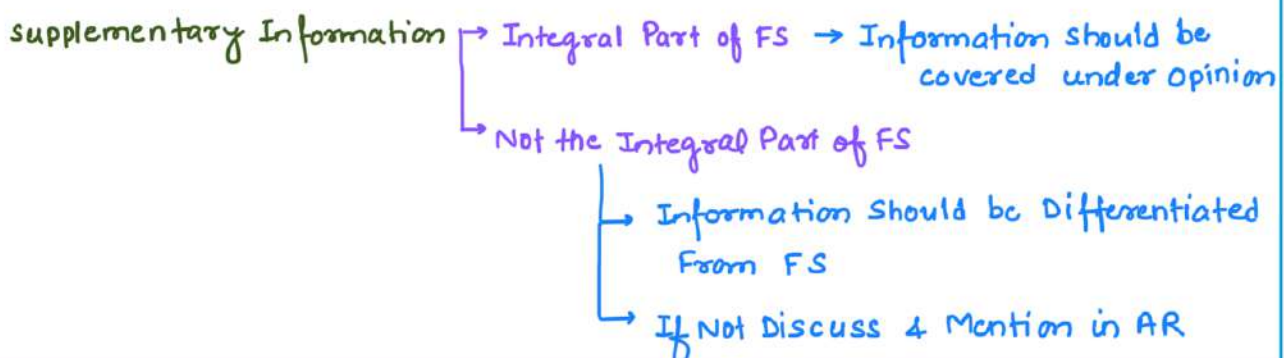 supplementary Information → Integral Part of FS → Information should be
covered under opinion
→ Not the Integral Part of FS
→ Information Should be Differentiated
From FS
→ If Not Discuss & Mention in AR